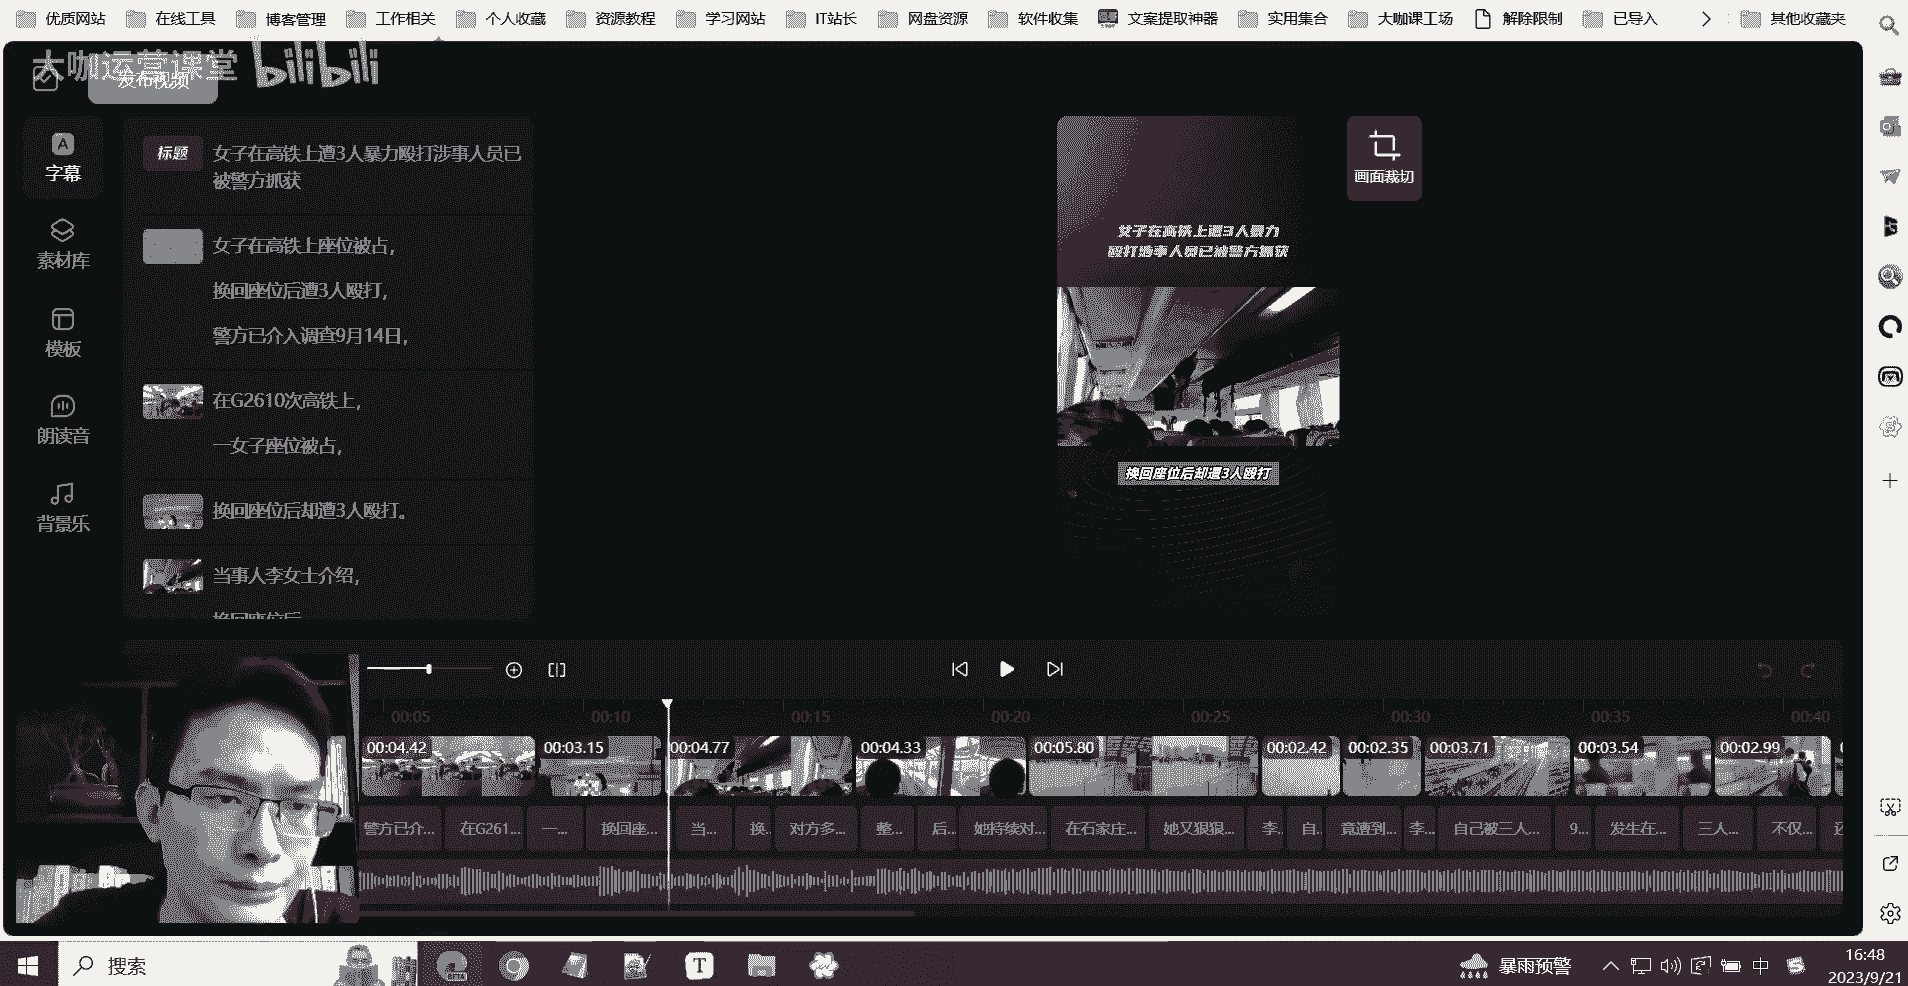 优质网站
在线工具
博客管理
工作相关
个人收藏
资源教程
学习网站
IT站长
网盘资源
软件收集
文案提取神器
实用集合
大咖课工场
解除限制
已导入
其他收藏夹
大咖运营课堂 bilibili
发布视频
字幕
素材库
模板
朗读音
背景乐
标题
女子在高铁上遭3人暴力殴打涉事人员已
被警方抓获
女子在高铁上座位被占，
换回座位后遭3人殴打，
警方已介入调查9月14日，
在G2610次高铁上，
一女子座位被占，
换回座位后却遭3人殴打。
当事人李女士介绍，
换回座位后
女子在高铁上遭3人暴力
殴打涉事人员已被警方抓获
换回座位后却遭3人殴打
画面裁切
00:05
00:10
00:15
00:20
00:25
00:30
00:35
00:40
00:04.42
00:03.15
00:04.77
00:04.33
00:05.80
00:02.42
00:02.35
00:03.71
00:03.54
00:02.99
警方已介...
在G261...
一...
换回座...
当...
换..
对方多...
整...
后..
她持续对...
在石家庄...
她又狠狠...
李..
自..
竟遭到...
李...
自己被三人...
9...
发生在...
三人...
不仅...
还
搜索
BETA
T
暴雨预警
中
16:48
2023/9/21